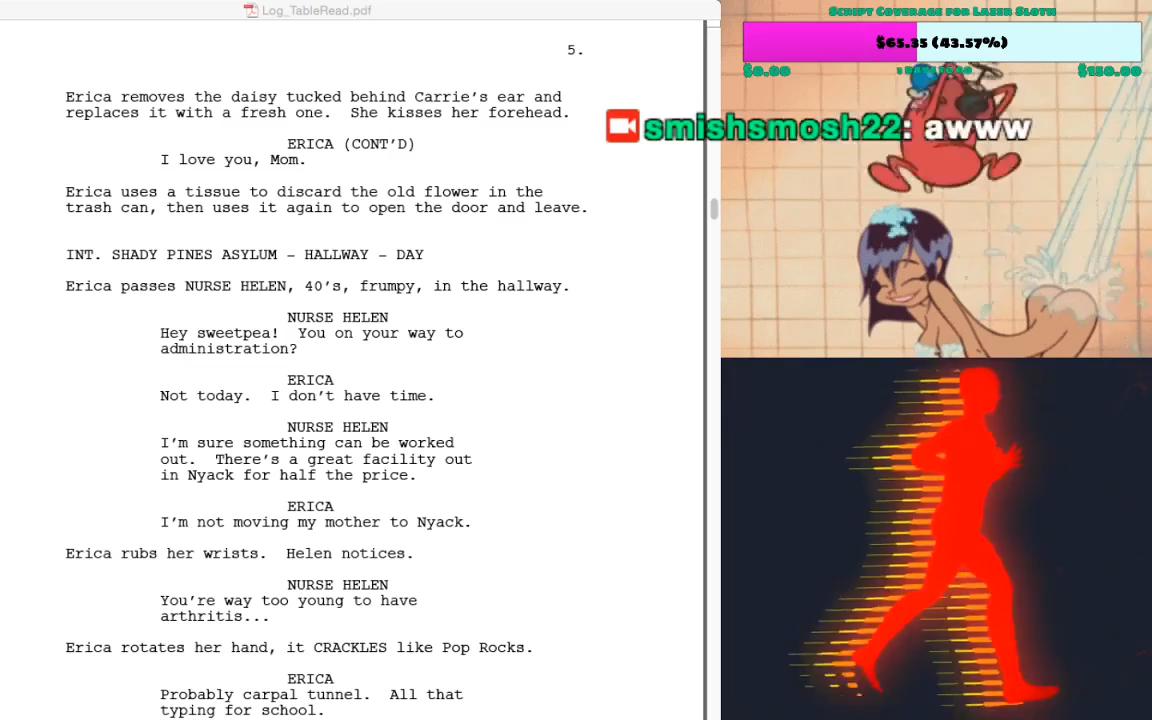 Log_TableRead.pdf
5.
Erica removes the daisy tucked behind Carrie's ear and
replaces it with a fresh one.  She kisses her forehead.
ERICA (CONT'D)
I love you, Mom.
Erica uses a tissue to discard the old flower in the
trash can, then uses it again to open the door and leave.
INT. SHADY PINES ASYLUM – HALLWAY – DAY
Erica passes NURSE HELEN, 40's, frumpy, in the hallway.
NURSE HELEN
Hey sweetpea!  You on your way to
administration?
ERICA
Not today.  I don't have time.
NURSE HELEN
I'm sure something can be worked
out.  There's a great facility out
in Nyack for half the price.
ERICA
I'm not moving my mother to Nyack.
Erica rubs her wrists.  Helen notices.
NURSE HELEN
You're way too young to have
arthritis...
Erica rotates her hand, it CRACKLES like Pop Rocks.
ERICA
Probably carpal tunnel.  All that
typing for school.
Script Coverage for Lazer Sloth
$65.35 (43.57%)
$0.00
$150.00
smishsmosh22: awww